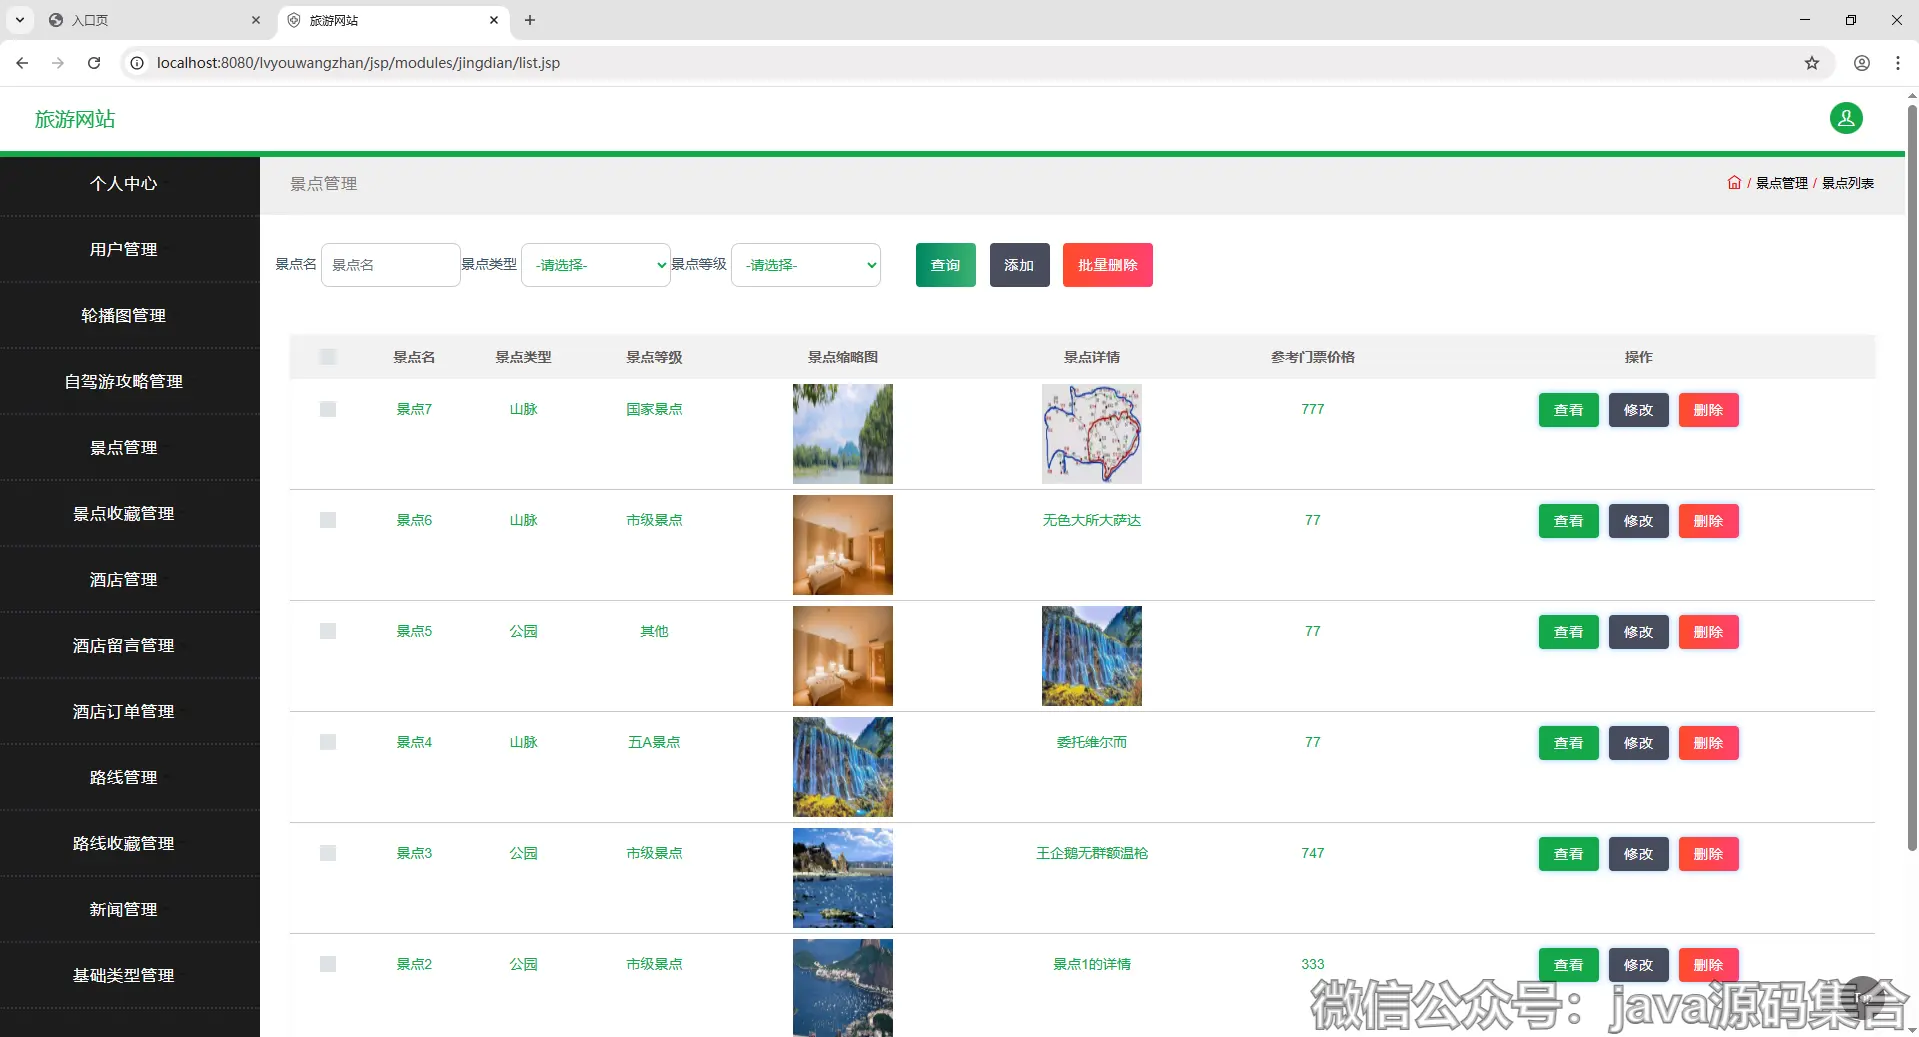 入口页
旅游网站
localhost:8080/lvyouwangzhan/jsp/modules/jingdian/list.jsp
旅游网站
个人中心
用户管理
轮播图管理
自驾游攻略管理
景点管理
景点收藏管理
酒店管理
酒店留言管理
酒店订单管理
路线管理
路线收藏管理
新闻管理
基础类型管理
景点管理
/ 景点管理 / 景点列表
景点名 景点名 景点类型 -请选择- 景点等级 -请选择- 查询 添加 批量删除
景点名 景点类型 景点等级 景点缩略图 景点详情 参考门票价格 操作
景点7 山脉 国家景点 777 查看 修改 删除
景点6 山脉 市级景点 无色大所大萨达 77 查看 修改 删除
景点5 公园 其他 77 查看 修改 删除
景点4 山脉 五A景点 委托维尔而 77 查看 修改 删除
景点3 公园 市级景点 王企鹅无群额温枪 747 查看 修改 删除
景点2 公园 市级景点 景点1的详情 333 查看 修改 删除
Top
微信公众号：java源码集合